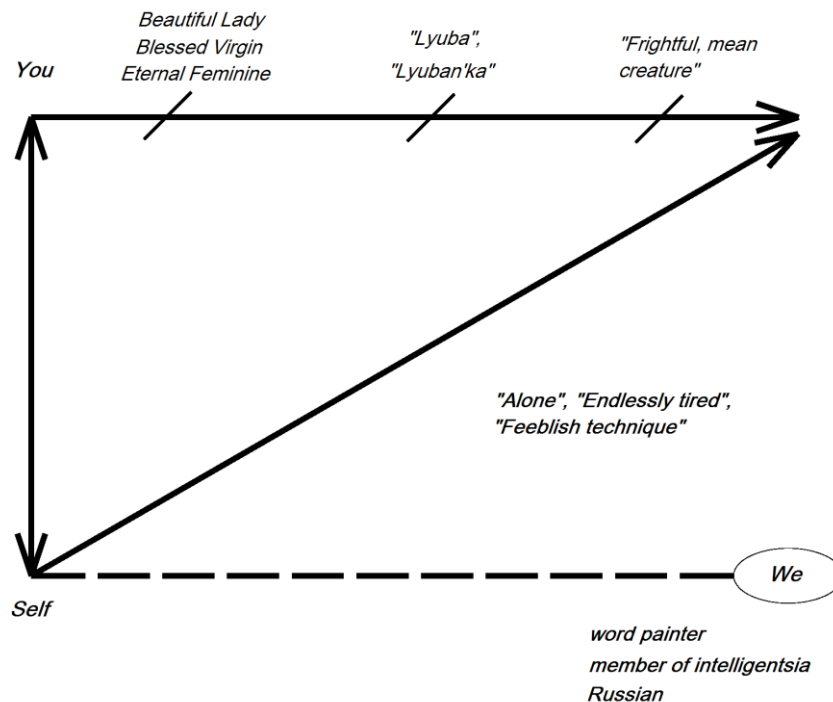 Beautiful Lady
Blessed Virgin
Eternal Feminine
"Lyuba",
"Lyuban'ka"
"Frightful, mean
creature"
You
"Alone", "Endlessly tired",
"Feeblish technique"
We
Self
word painter
member of intelligentsia
Russian